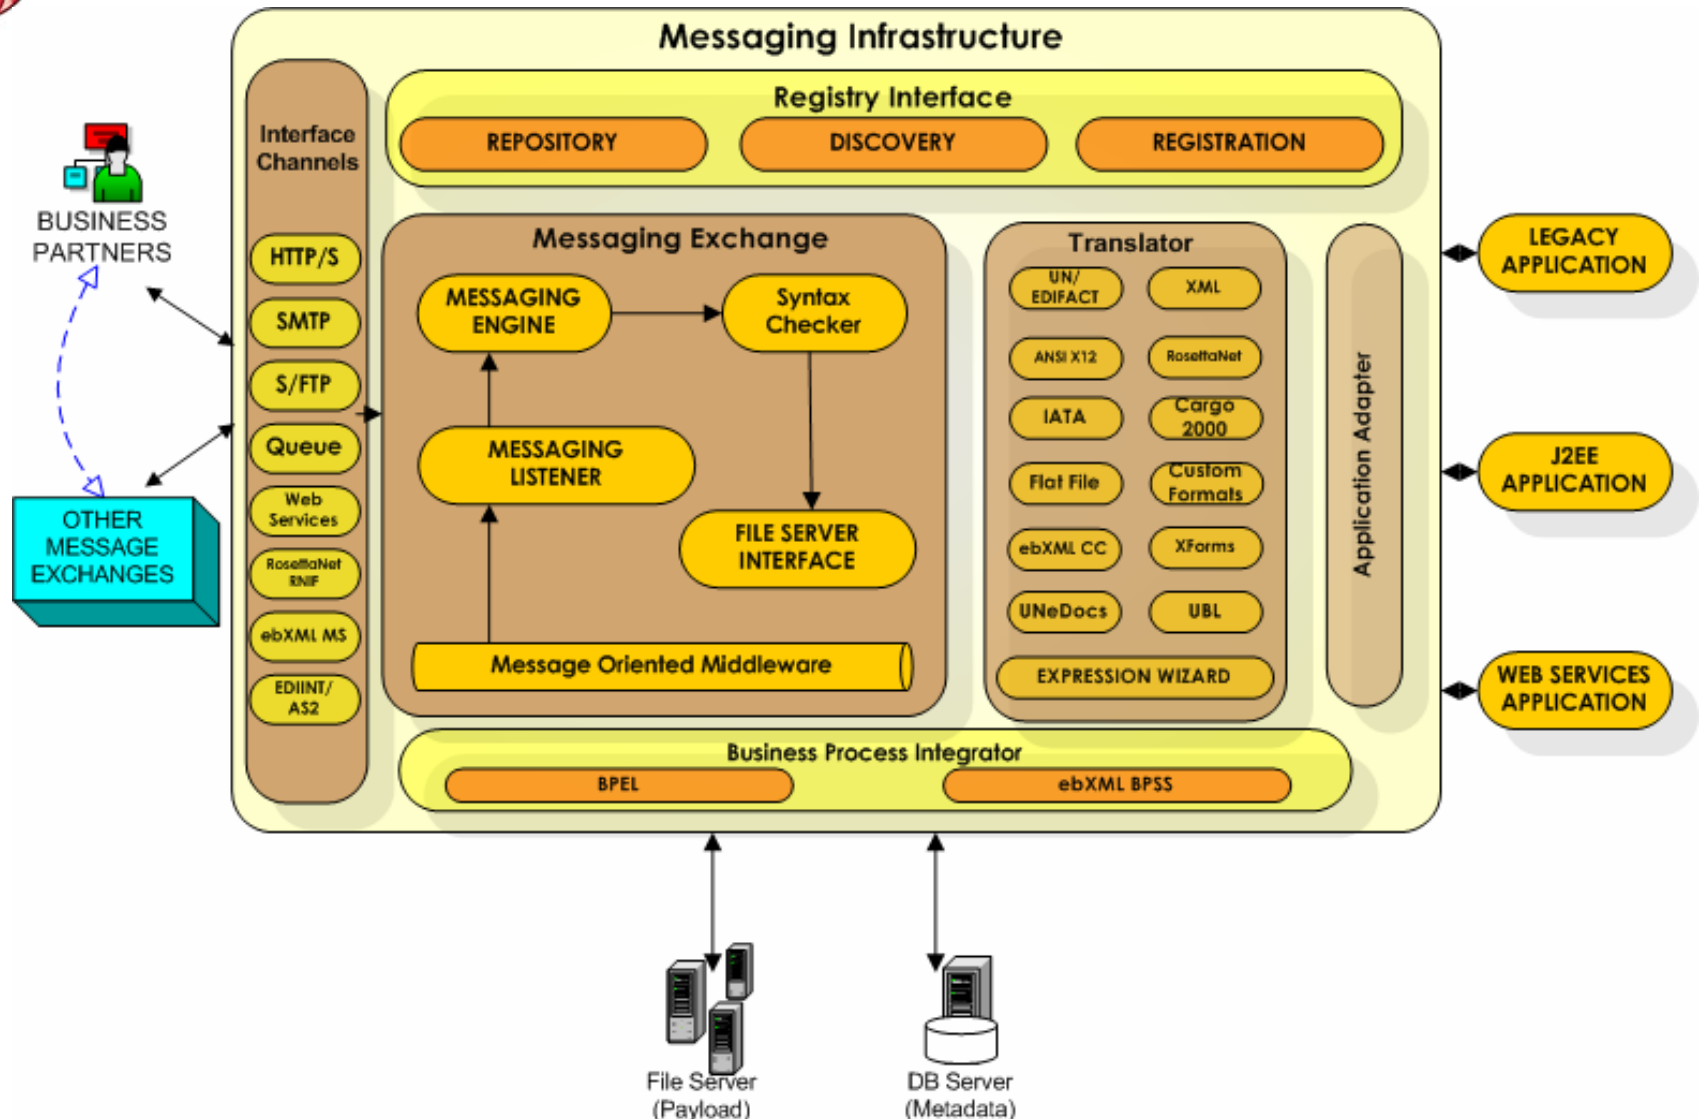 Messaging Infrastructure
Interface
Channels
HTTP/S
SMTP
S/FTP
Queue
Web
Services
RosettaNet
RNIF
ebXML MS
EDIINT/
AS2
Registry Interface
REPOSITORY
DISCOVERY
REGISTRATION
BUSINESS
PARTNERS
OTHER
MESSAGE
EXCHANGES
Messaging Exchange
MESSAGING
ENGINE
Syntax
Checker
MESSAGING
LISTENER
FILE SERVER
INTERFACE
Message Oriented Middleware
Translator
UN/
EDIFACT
XML
ANSI X12
RosettaNet
IATA
Cargo
2000
Flat File
Custom
Formats
ebXML CC
XForms
UNeDocs
UBL
EXPRESSION WIZARD
Application Adapter
LEGACY
APPLICATION
J2EE
APPLICATION
WEB SERVICES
APPLICATION
Business Process Integrator
BPEL
ebXML BPSS
File Server
(Payload)
DB Server
(Metadata)